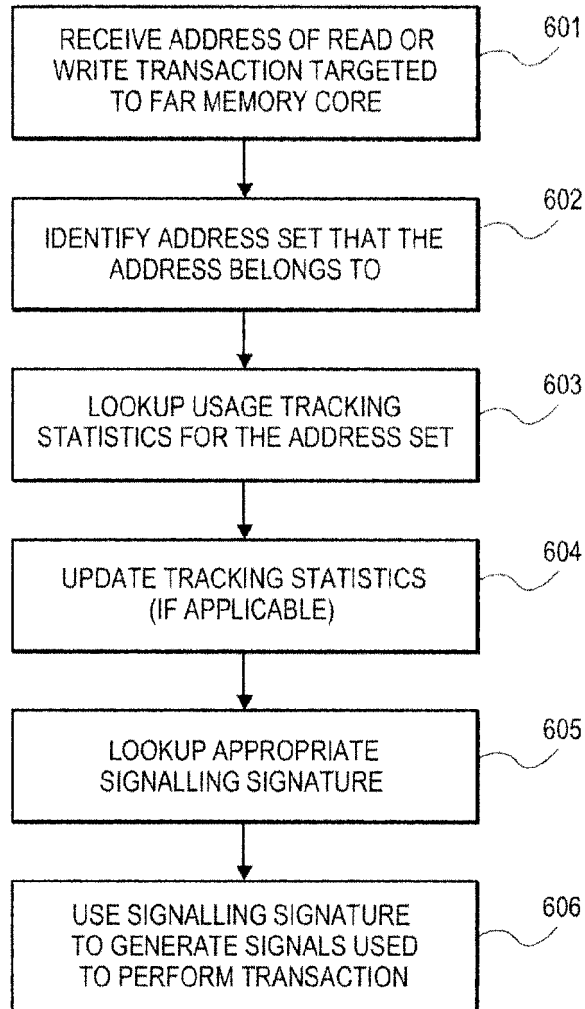 RECEIVE ADDRESS OF READ OR
WRITE TRANSACTION TARGETED
TO FAR MEMORY CORE
601
IDENTIFY ADDRESS SET THAT THE
ADDRESS BELONGS TO
602
LOOKUP USAGE TRACKING
STATISTICS FOR THE ADDRESS SET
603
UPDATE TRACKING STATISTICS
(IF APPLICABLE)
604
LOOKUP APPROPRIATE
SIGNALLING SIGNATURE
605
USE SIGNALLING SIGNATURE
TO GENERATE SIGNALS USED
TO PERFORM TRANSACTION
606